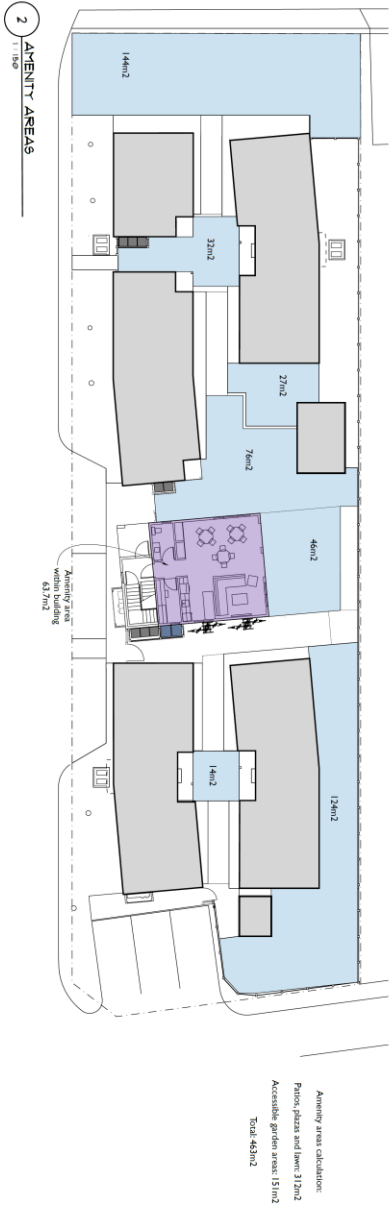 2
AMENITY AREAS
1:150
144m2
32m2
27m2
76m2
46m2
Amenity area
within building
63.7m2
14m2
124m2
Amenity areas calculation:
Patios, plazas and lawn: 312m2
Accessible garden areas: 151m2
Total: 463m2